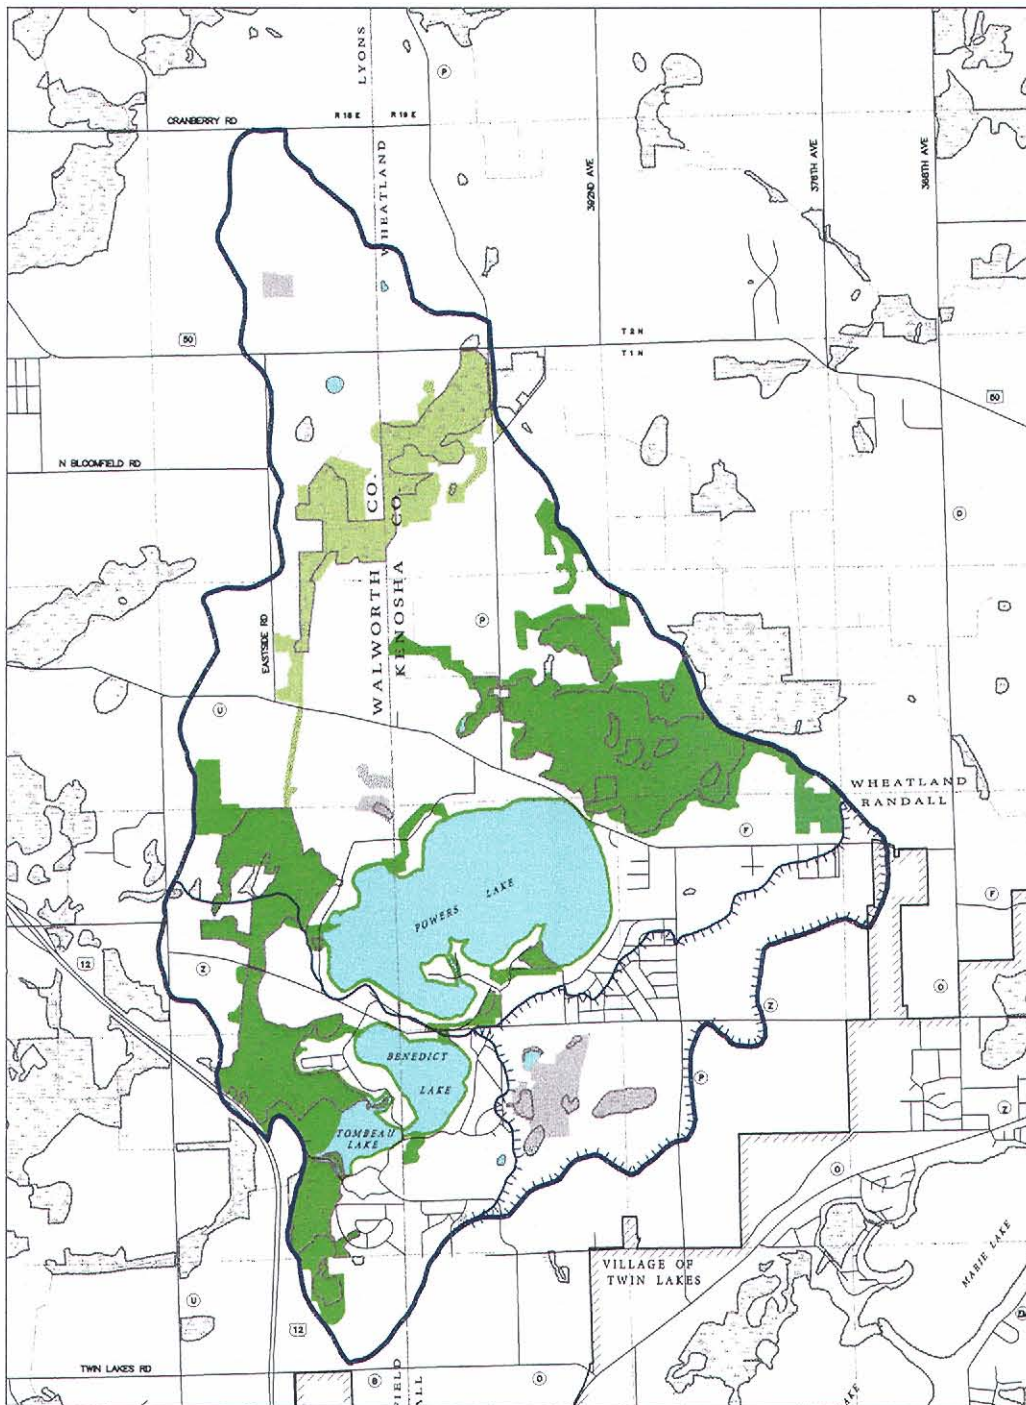 LYONS
P
CRANBERRY RD
R 18 E
R 19 E
WHEATLAND
392ND AVE
376TH AVE
368TH AVE
50
T 2 N
T 1 N
50
N BLOOMFIELD RD
WALWORTH CO.
KENOSHA CO.
O
EASTSIDE RD
P
U
WHEATLAND
RANDALL
F
POWERS LAKE
F
12
Z
O
Z
BENEDICT
LAKE
P
Z
TOMBEAU
LAKE
O
VILLAGE OF
TWIN LAKES
MARIE LAKE
U
12
TWIN LAKES RD
B
O